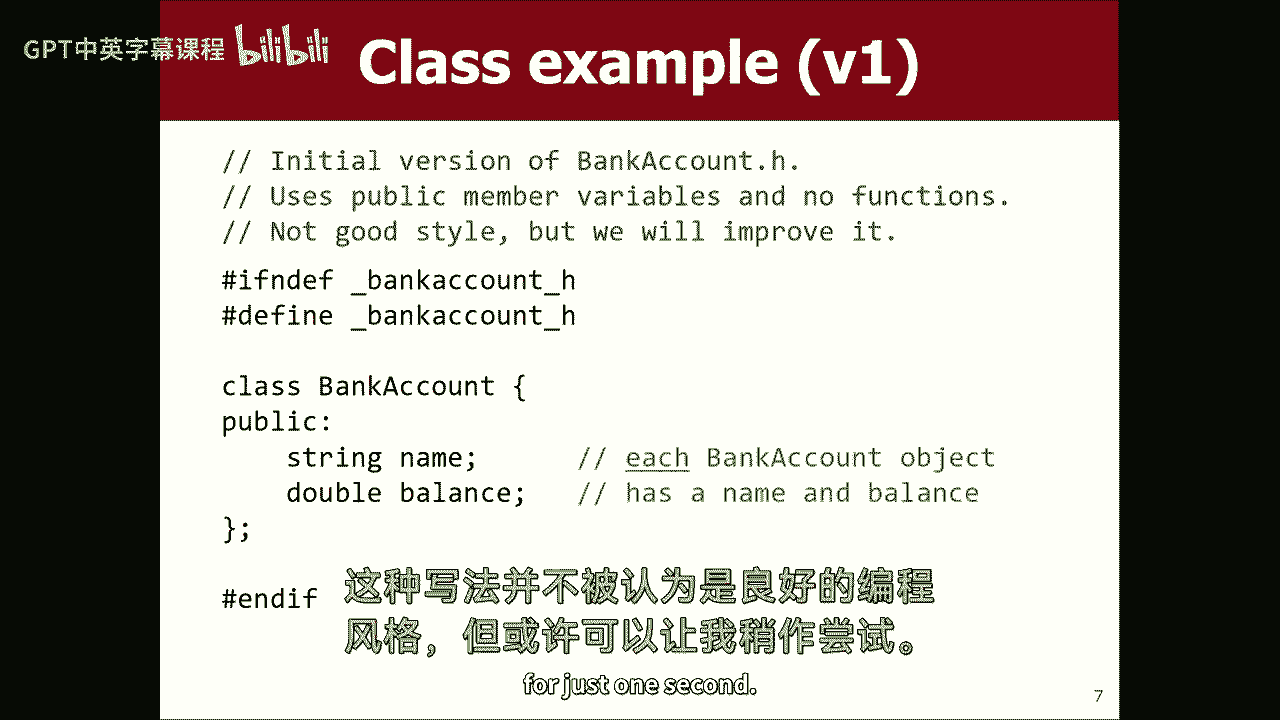 GPT中英字幕课程 bilibili
Class example (v1)
// Initial version of BankAccount.h.
// Uses public member variables and no functions.
// Not good style, but we will improve it.
#ifndef _bankaccount_h
#define _bankaccount_h
class BankAccount {
public:
    string name;      // each BankAccount object
    double balance;   // has a name and balance
};
#endif
这种写法并不被认为是良好的编程
风格，但或许可以让我稍作尝试。
for just one second.
7